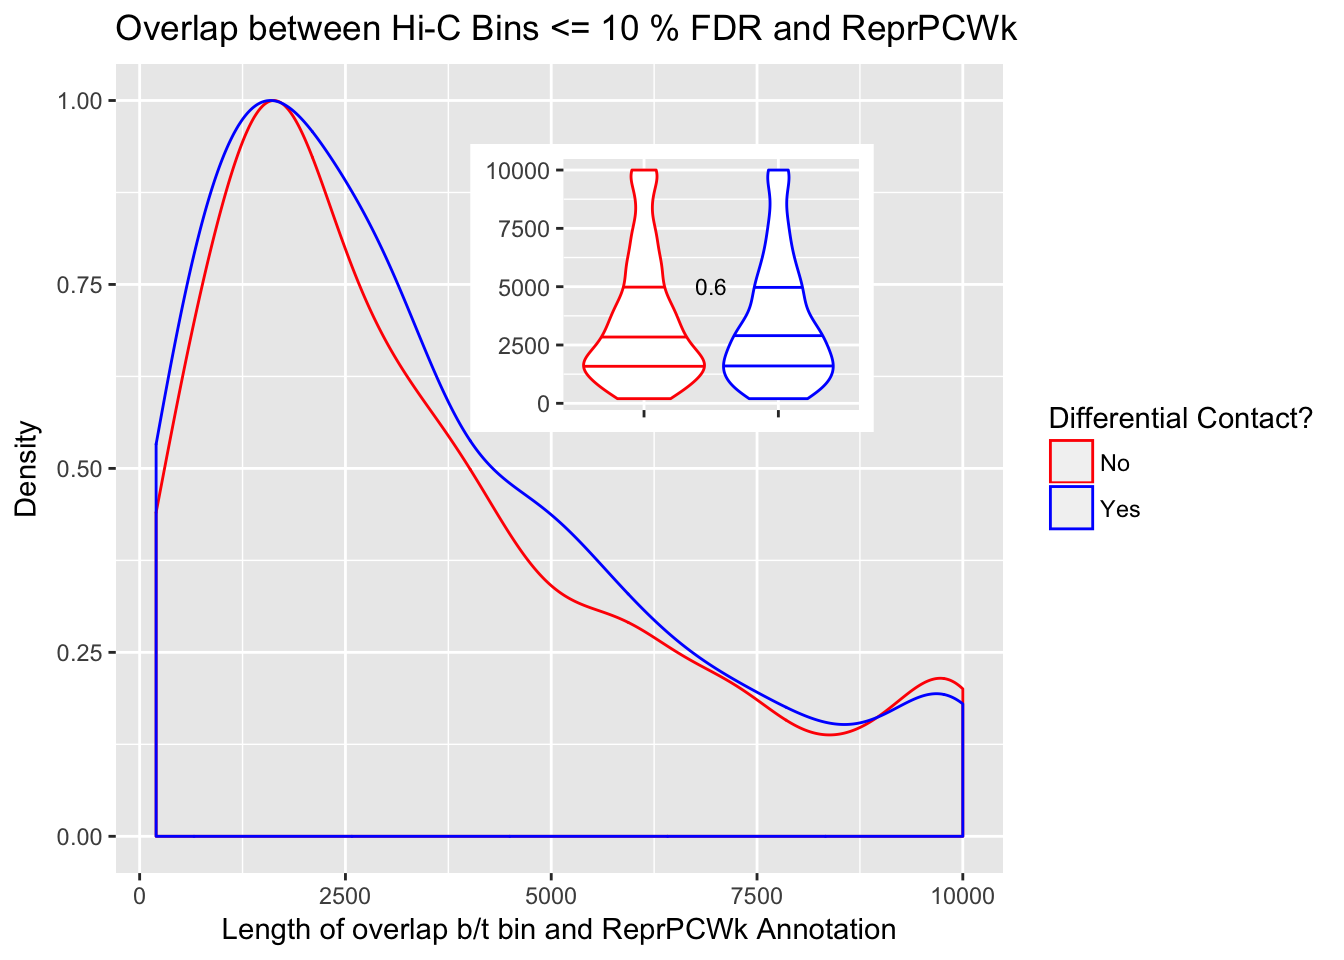 Overlap between Hi-C Bins <= 10 % FDR and ReprPCWk
1.00
0.75
0.50
0.25
0.00
Density
10000
7500
5000
2500
0
0.6
Differential Contact?
No
Yes
0 2500 5000 7500 10000
Length of overlap b/t bin and ReprPCWk Annotation